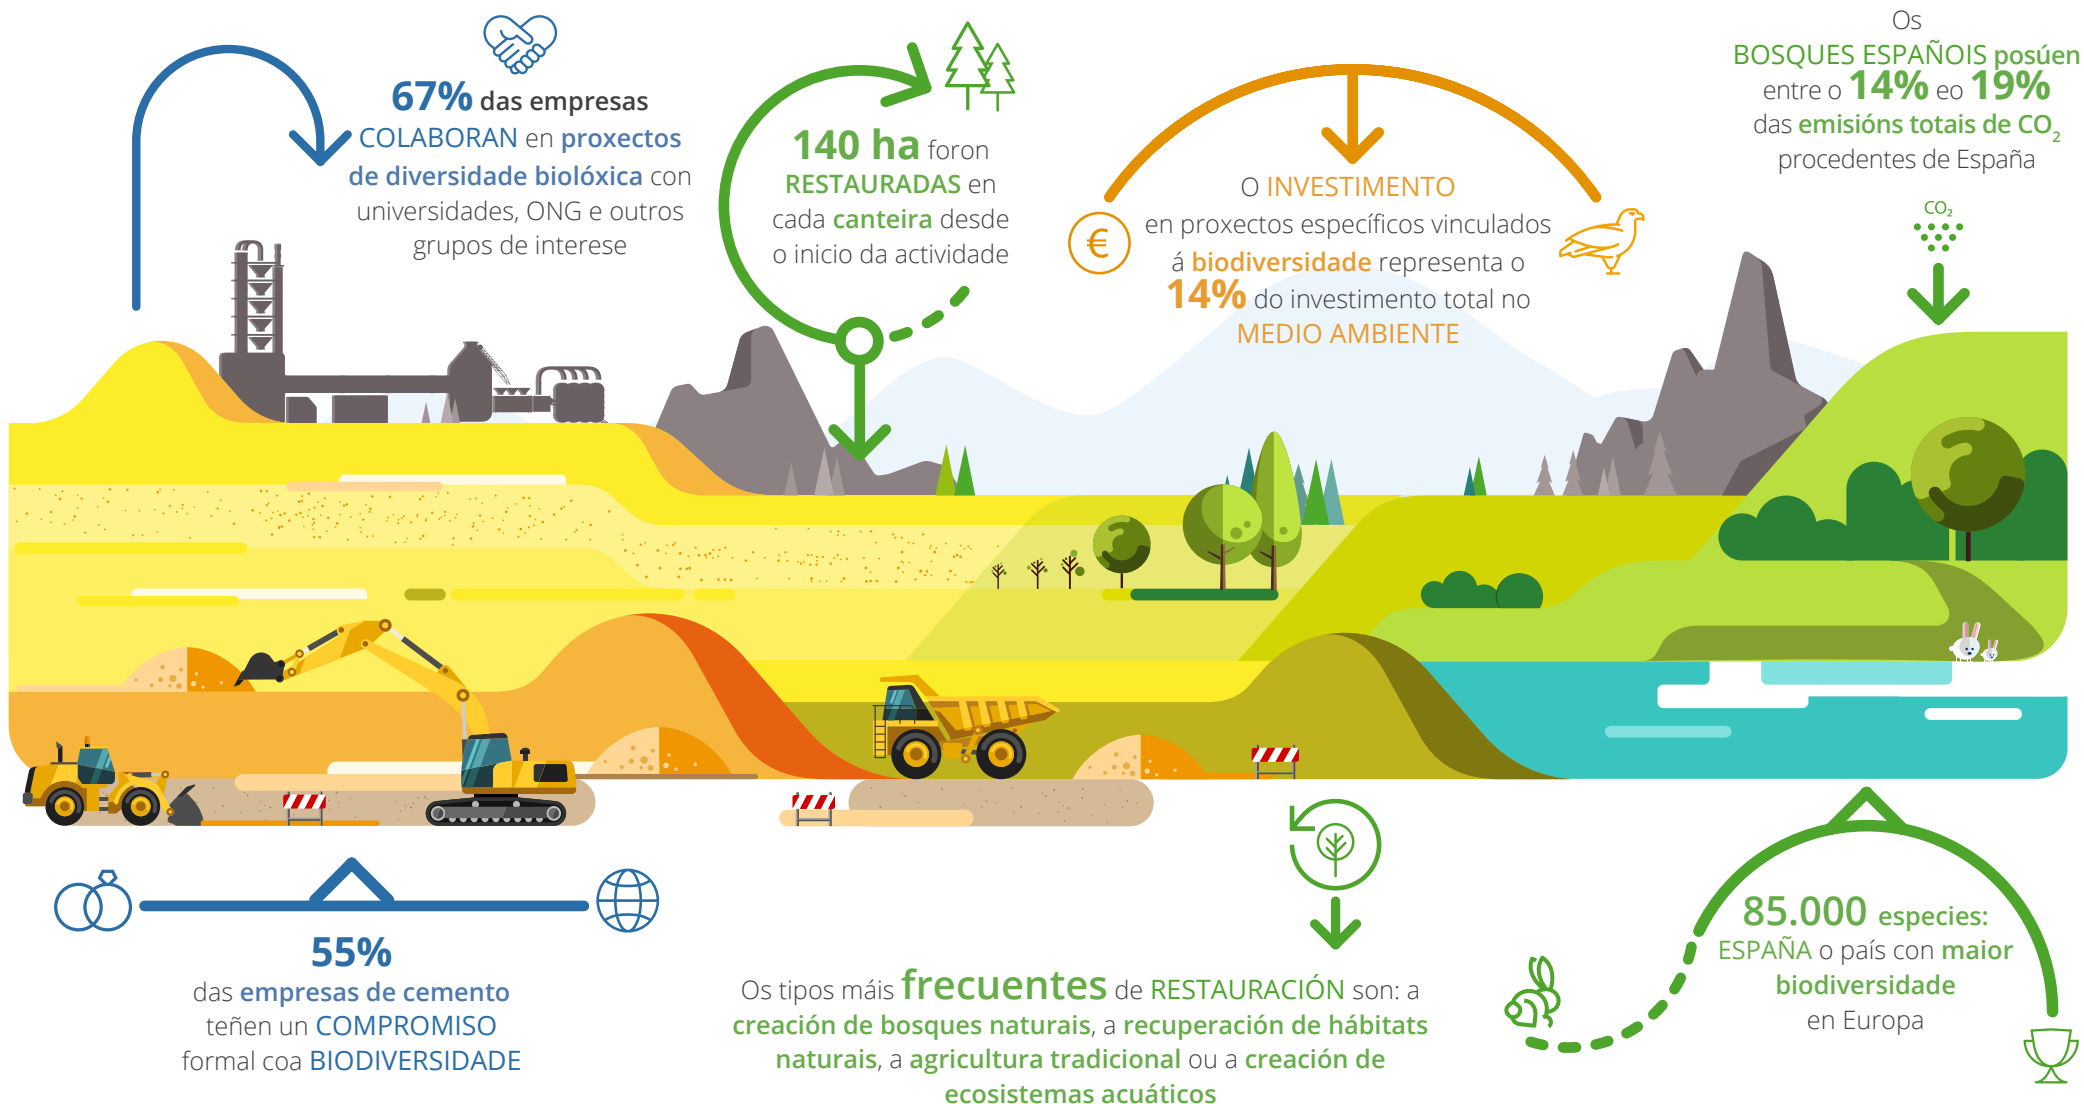 67% das empresas
COLABORAN en proxectos
de diversidade biolóxica con
universidades, ONG e outros
grupos de interese
140 ha foron
RESTAURADAS en
cada canteira desde
o inicio da actividade
€
O INVESTIMENTO
en proxectos específicos vinculados
á biodiversidade representa o
14% do investimento total no
MEDIO AMBIENTE
Os
BOSQUES ESPAÑOIS posúen
entre o 14% eo 19%
das emisións totais de CO₂
procedentes de España
CO₂
55%
das empresas de cemento
teñen un COMPROMISO
formal coa BIODIVERSIDADE
Os tipos máis frecuentes de RESTAURACIÓN son: a
creación de bosques naturais, a recuperación de hábitats
naturais, a agricultura tradicional ou a creación de
ecosistemas acuáticos
85.000 especies:
ESPAÑA o país con maior
biodiversidade
en Europa